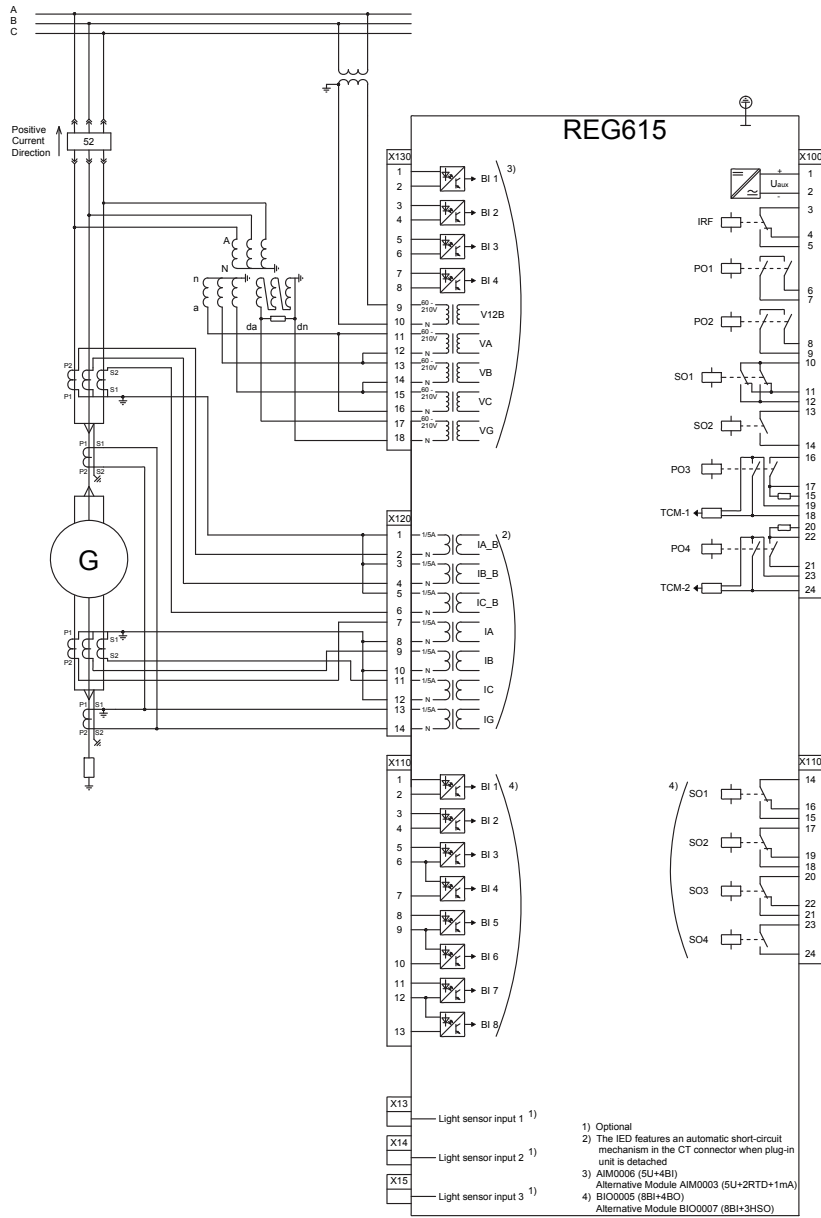 A
B
C
REG615
Positive
Current
Direction
52
X130
1
2
3
4
5
6
7
8
9
10
11
12
13
14
15
16
17
18
BI 1
3)
BI 2
BI 3
BI 4
60 -
210V
N
V12B
60 -
210V
N
VA
60 -
210V
N
VB
60 -
210V
N
VC
60 -
210V
N
VG
A
N
n
a
da
dn
P2
P1
S2
S1
P1
S1
P2
S2
G
P1
P2
S1
S2
P1
S1
P2
S2
X120
1
2
3
4
5
6
7
8
9
10
11
12
13
14
1/5A
N
IA_B
2)
1/5A
N
IB_B
1/5A
N
IC_B
1/5A
N
IA
1/5A
N
IB
1/5A
N
IC
1/5A
N
IG
X110
1
2
3
4
5
6
7
8
9
10
11
12
13
BI 1
4)
BI 2
BI 3
BI 4
BI 5
BI 6
BI 7
BI 8
X13
Light sensor input 1 1)
X14
Light sensor input 2 1)
X15
Light sensor input 3 1)
X100
+
Uaux
-
1
2
IRF
3
4
5
PO1
6
7
PO2
8
9
SO1
10
11
12
SO2
13
14
PO3
16
17
15
19
TCM-1
18
20
22
PO4
21
23
TCM-2
24
X110
4)
SO1
14
16
15
SO2
17
19
18
SO3
20
22
21
SO4
23
24
1) Optional
2) The IED features an automatic short-circuit
mechanism in the CT connector when plug-in
unit is detached
3) AIM0006 (5U+4BI)
Alternative Module AIM0003 (5U+2RTD+1mA)
4) BIO0005 (8BI+4BO)
Alternative Module BIO0007 (8BI+3HSO)